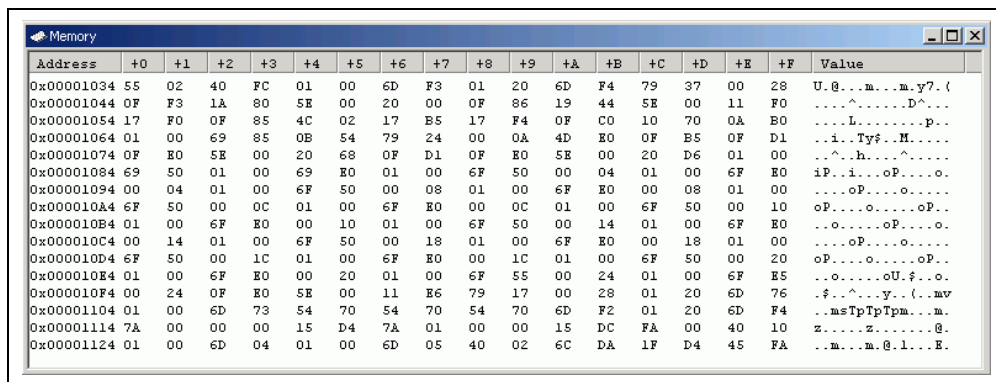 Memory
Address +0 +1 +2 +3 +4 +5 +6 +7 +8 +9 +A +B +C +D +E +F Value
0x00001034 55 02 40 FC 01 00 6D F3 01 20 6D F4 79 37 00 28 U.@...m...m.y7.(
0x00001044 0F F3 1A 80 5E 00 20 00 0F 86 19 44 5E 00 11 F0 ....^......D^...
0x00001054 17 F0 0F 85 4C 02 17 B5 17 F4 0F C0 10 70 0A B0 ....L........p..
0x00001064 01 00 69 85 0B 54 79 24 00 0A 4D E0 0F B5 0F D1 ..i..Ty$..M.....
0x00001074 0F E0 5E 00 20 68 0F D1 0F E0 5E 00 20 D6 01 00 ..^..h....^.....
0x00001084 69 50 01 00 69 E0 01 00 6F 50 00 04 01 00 6F E0 iP..i...oP....o.
0x00001094 00 04 01 00 6F 50 00 08 01 00 6F E0 00 08 01 00 ....oP....o.....
0x000010A4 6F 50 00 0C 01 00 6F E0 00 0C 01 00 6F 50 00 10 oP....o.....oP..
0x000010B4 01 00 6F E0 00 10 01 00 6F 50 00 14 01 00 6F E0 ..o.....oP....o.
0x000010C4 00 14 01 00 6F 50 00 18 01 00 6F E0 00 18 01 00 ....oP....o.....
0x000010D4 6F 50 00 1C 01 00 6F E0 00 1C 01 00 6F 50 00 20 oP....o.....oP..
0x000010E4 01 00 6F E0 00 20 01 00 6F 55 00 24 01 00 6F E5 ..o.....oU.$..o.
0x000010F4 00 24 0F E0 5E 00 11 E6 79 17 00 28 01 20 6D 76 .$..^...y..(..mv
0x00001104 01 00 6D 73 54 70 54 70 54 70 6D F2 01 20 6D F4 ..msTpTpTpm...m.
0x00001114 7A 00 00 00 15 D4 7A 01 00 00 15 DC FA 00 40 10 z.....z.......@.
0x00001124 01 00 6D 04 01 00 6D 05 40 02 6C DA 1F D4 45 FA ..m...m.@.l...E.